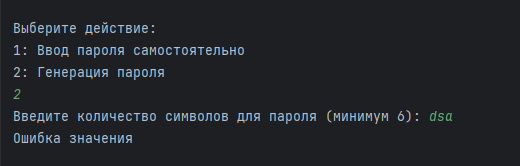 Выберите действие:
1: Ввод пароля самостоятельно
2: Генерация пароля
2
Введите количество символов для пароля (минимум 6): dsa
Ошибка значения